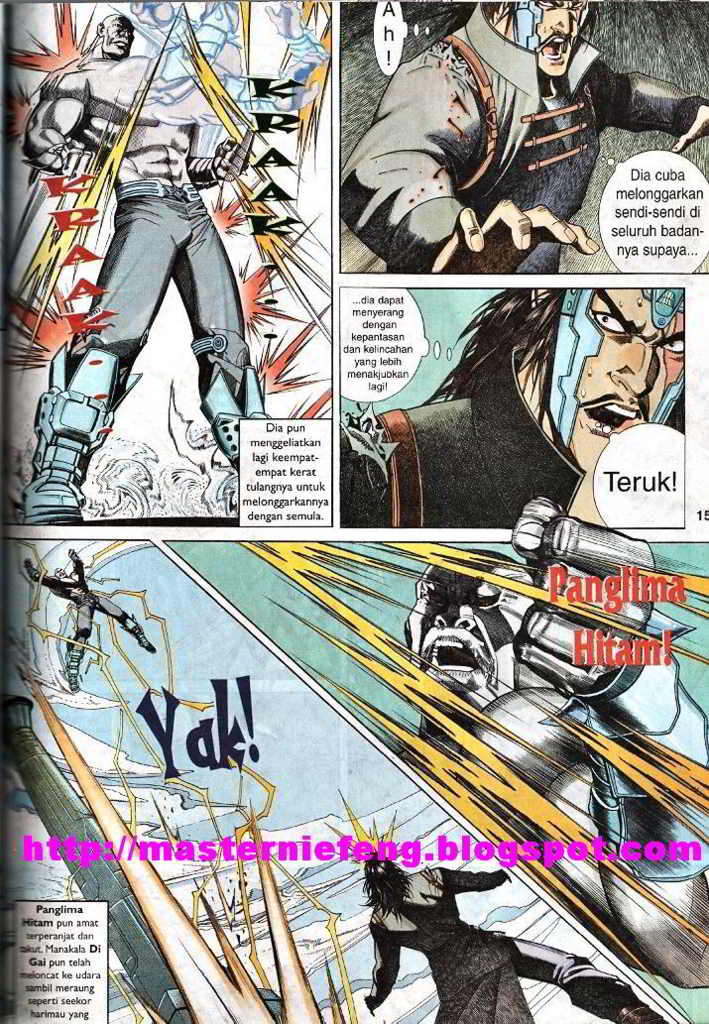 KRAAK
KRAAK..
Dia pun
menggeliatkan
lagi keempat-
empat kerat
tulangnya untuk
melonggarkannya
dengan semula.
Ah!
Dia cuba
melonggarkan
sendi-sendi di
seluruh badan-
nya supaya...
...dia dapat
menyerang
dengan
kepantasan
dan kelincahan
yang lebih
menakjubkan
lagi!
Teruk!
15
Yak!
Panglima
Hitam!
http://masterniefeng.blogspot.com
Panglima
Hitam pun amat
terperanjat dan
takut. Manakala Di
Gai pun telah
meloncat ke udara
sambil meraung
seperti seekor
harimau yang